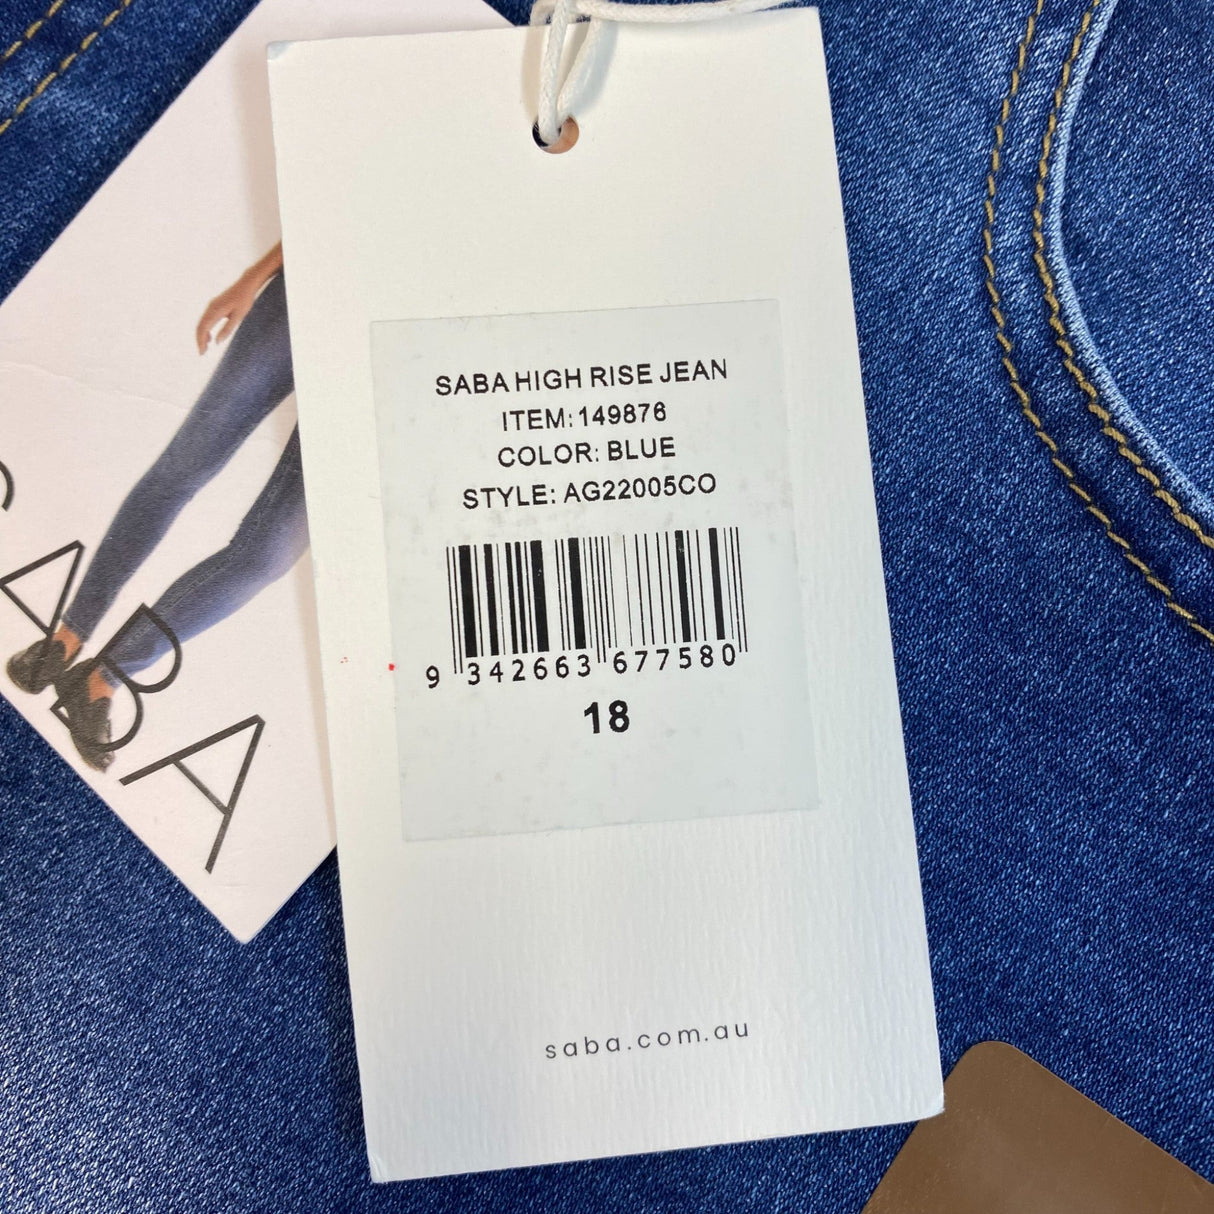 SABA HIGH RISE JEAN
ITEM: 149876
COLOR: BLUE
STYLE: AG22005CO
9 342663 677580
18
saba.com.au
SABA